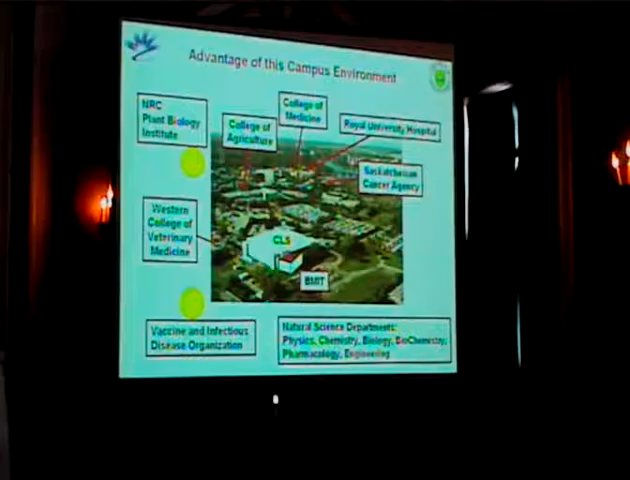 Advantage of this Campus Environment
NRC
Plant Biology
Institute
College of
Agriculture
College of
Medicine
Royal University Hospital
Saskatchewan
Cancer Agency
Western
College of
Veterinary
Medicine
CLS
BMIT
Vaccine and Infectious
Disease Organization
Natural Science Departments:
Physics, Chemistry, Biology, BioChemistry,
Pharmacology, Engineering